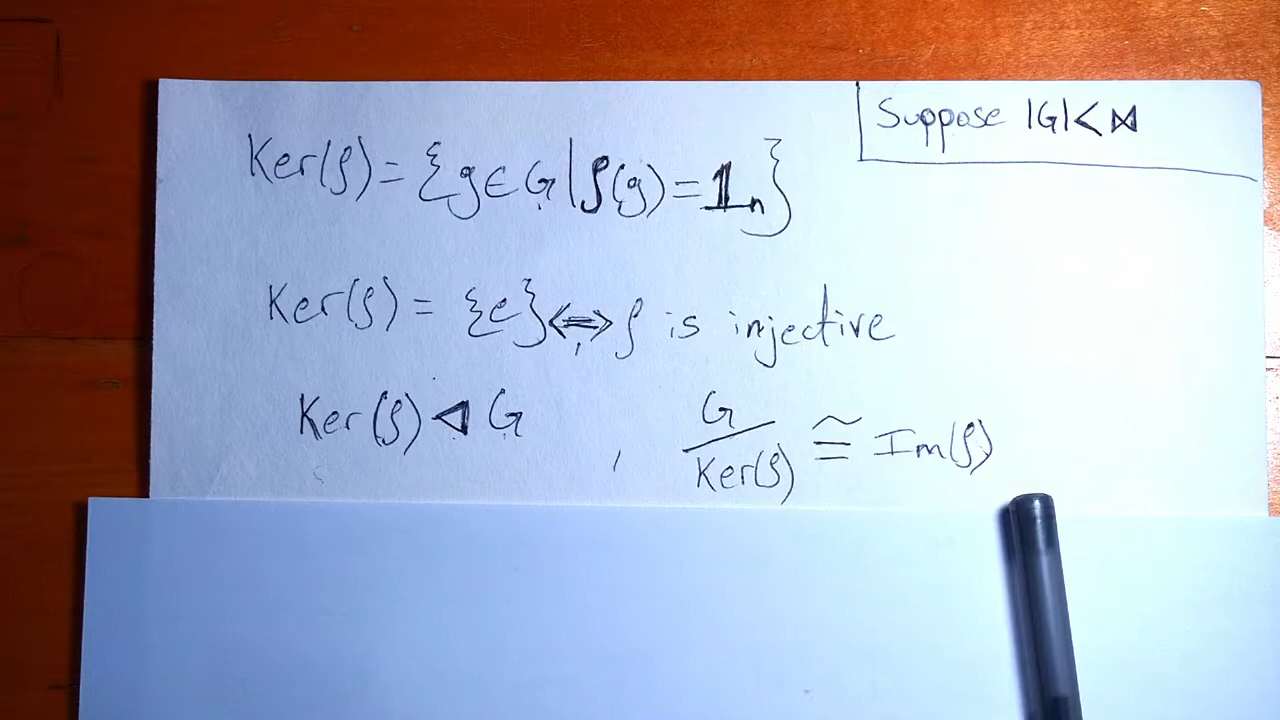 Suppose |G| < ∞
Ker(ρ) = {g ∈ G | ρ(g) = 𝟙ₙ}
Ker(ρ) = {e} ⟺ ρ is injective
Ker(ρ) ◁ G , G / Ker(ρ) ≅ Im(ρ)